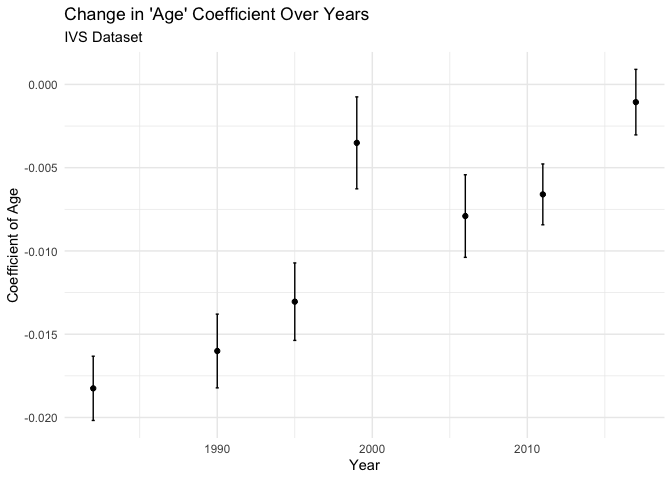 Change in 'Age' Coefficient Over Years
IVS Dataset
0.000
-0.005
-0.010
-0.015
-0.020
Coefficient of Age
1990 2000 2010
Year